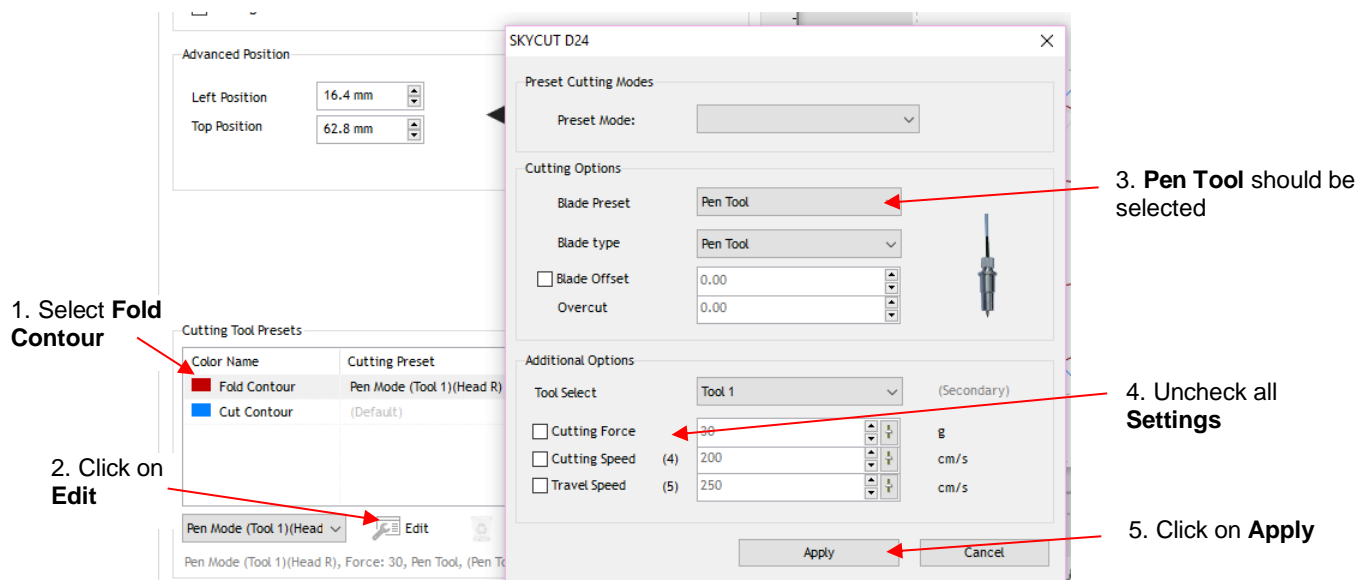 Advanced Position
Left Position 16.4 mm
Top Position 62.8 mm
1. Select Fold
Contour
Cutting Tool Presets
Color Name Cutting Preset
Fold Contour Pen Mode (Tool 1)(Head R)
Cut Contour (Default)
2. Click on
Edit
Pen Mode (Tool 1)(Head Edit
Pen Mode (Tool 1)(Head R), Force: 30, Pen Tool, (Pen
SKYCUT D24
Preset Cutting Modes
Preset Mode:
Cutting Options
Blade Preset Pen Tool
Blade type Pen Tool
Blade Offset 0.00
Overcut 0.00
Additional Options
Tool Select Tool 1 (Secondary)
Cutting Force 30 g
Cutting Speed (4) 200 cm/s
Travel Speed (5) 250 cm/s
Apply Cancel
3. Pen Tool should be
selected
4. Uncheck all
Settings
5. Click on Apply